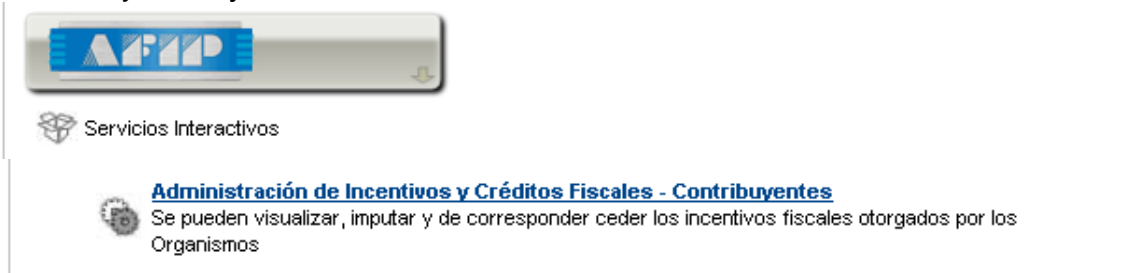 AFIP
Servicios Interactivos
Administración de Incentivos y Créditos Fiscales - Contribuyentes
Se pueden visualizar, imputar y de corresponder ceder los incentivos fiscales otorgados por los
Organismos